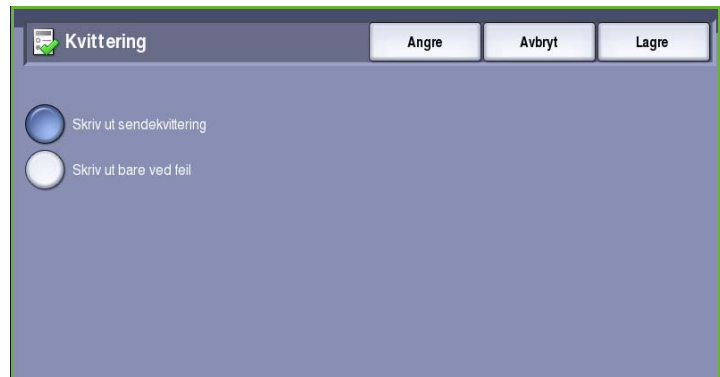 Kvittering
Angre
Avbryt
Lagre
Skriv ut sendekvittering
Skriv ut bare ved feil